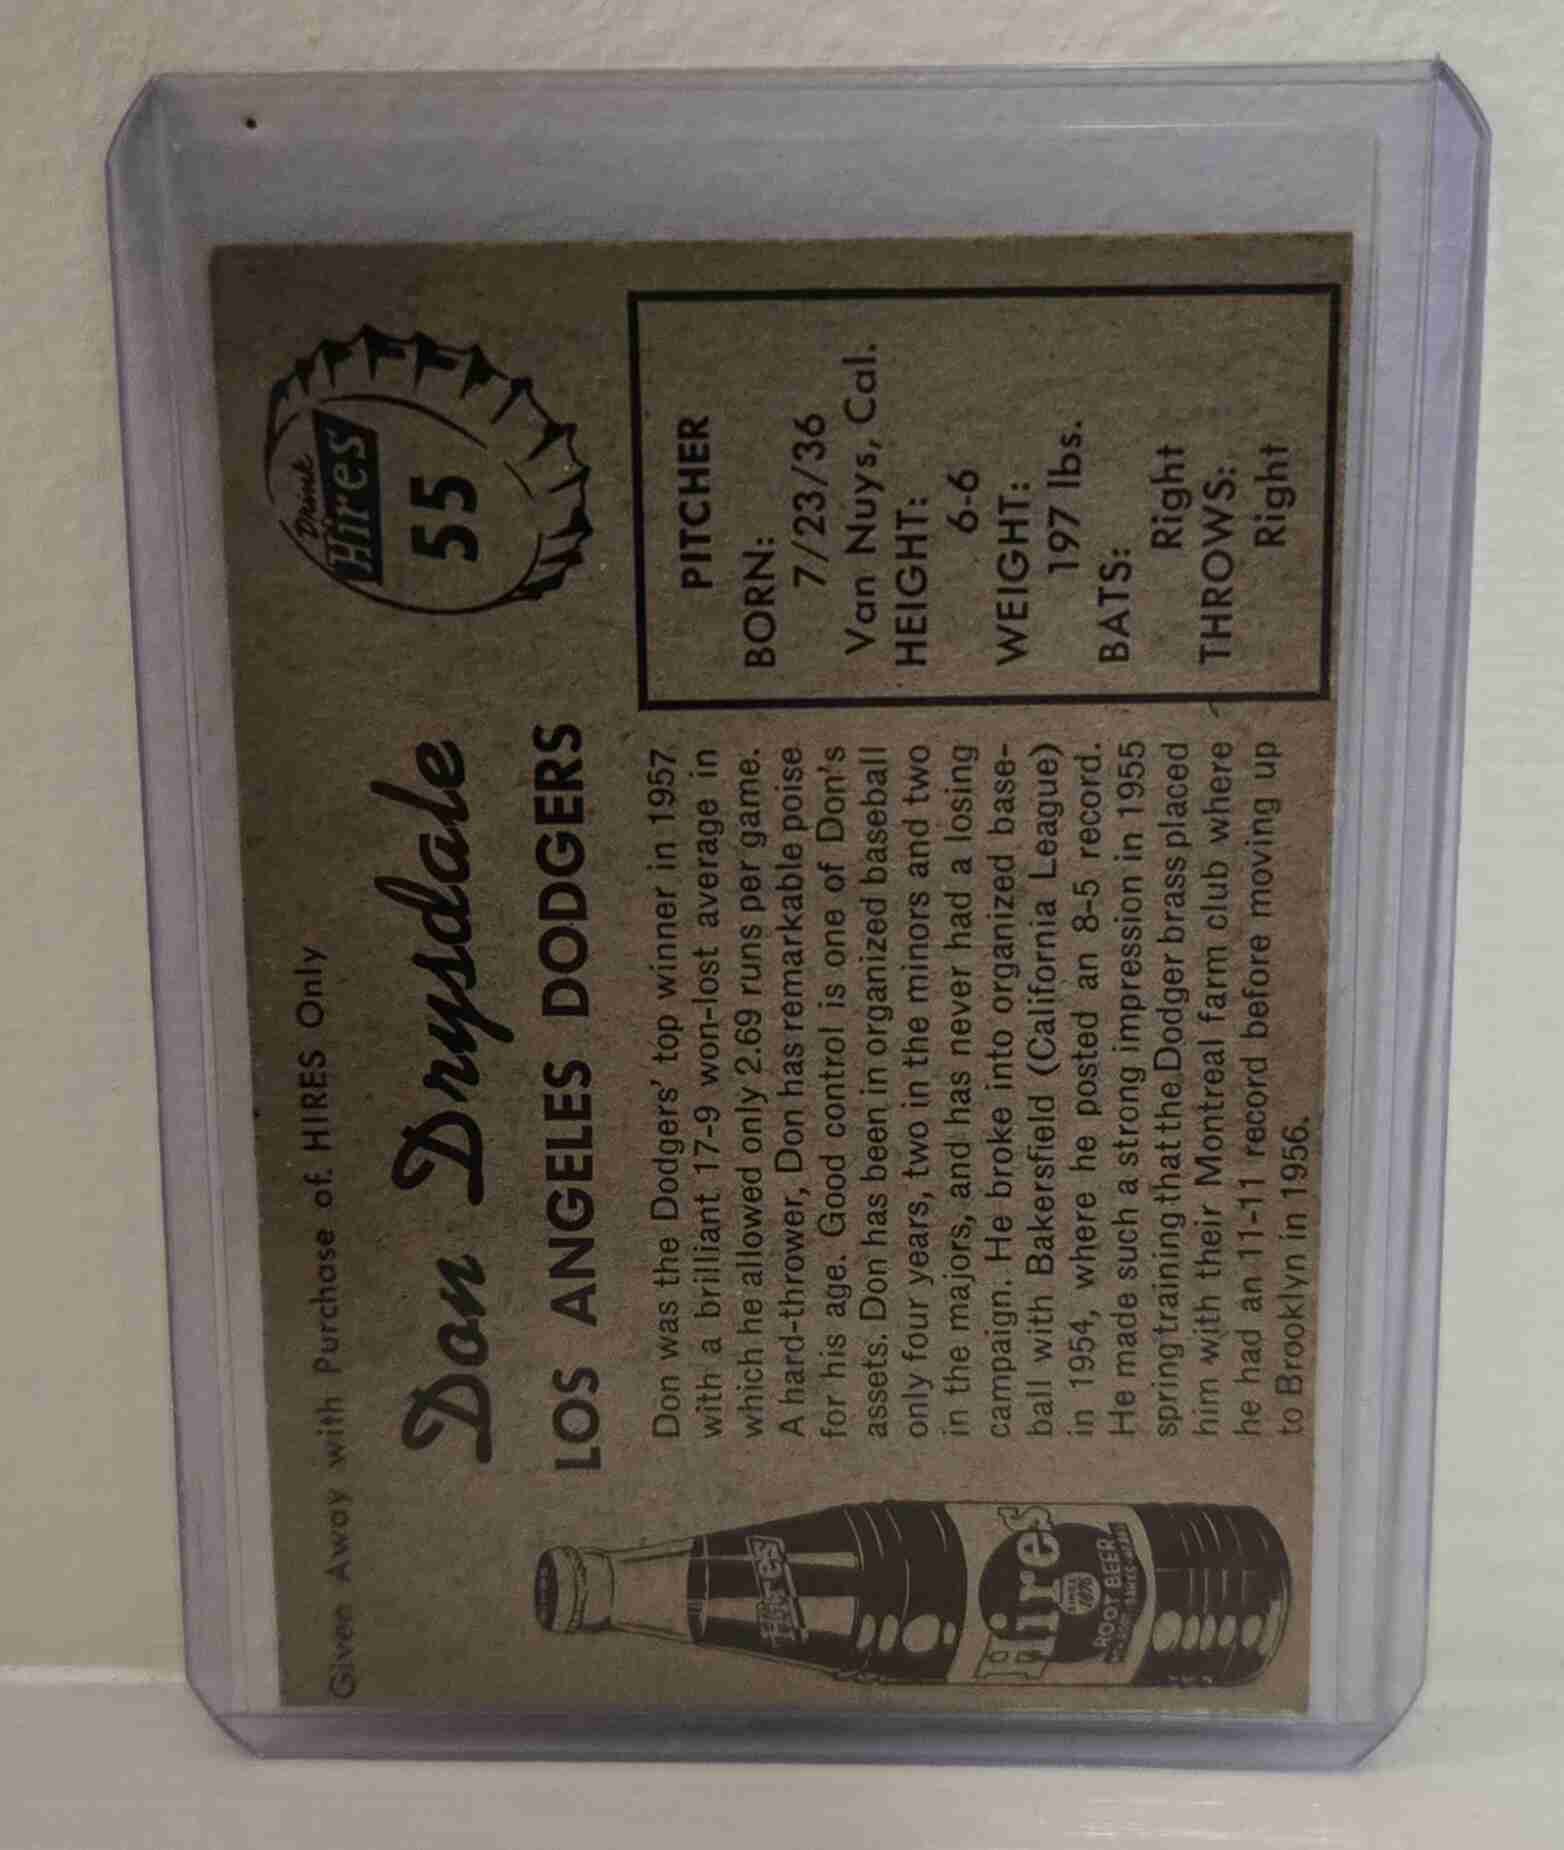 Given Away with Purchase of HIRES Only
Drink
Hires
55
Don Drysdale
LOS ANGELES DODGERS
Don was the Dodgers' top winner in 1957
with a brilliant 17-9 won-lost average in
which he allowed only 2.69 runs per game.
A hard-thrower, Don has remarkable poise
for his age. Good control is one of Don's
assets. Don has been in organized baseball
only four years, two in the minors and two
in the majors, and has never had a losing
campaign. He broke into organized base-
ball with Bakersfield (California League)
in 1954, where he posted an 8-5 record.
He made such a strong impression in 1955
spring training that the Dodger brass placed
him with their Montreal farm club where
he had an 11-11 record before moving up
to Brooklyn in 1956.
PITCHER
BORN:
7/23/36
Van Nuys, Cal.
HEIGHT:
6-6
WEIGHT:
197 lbs.
BATS:
Right
THROWS:
Right
Hires
Hires
SINCE
1876
ROOT BEER